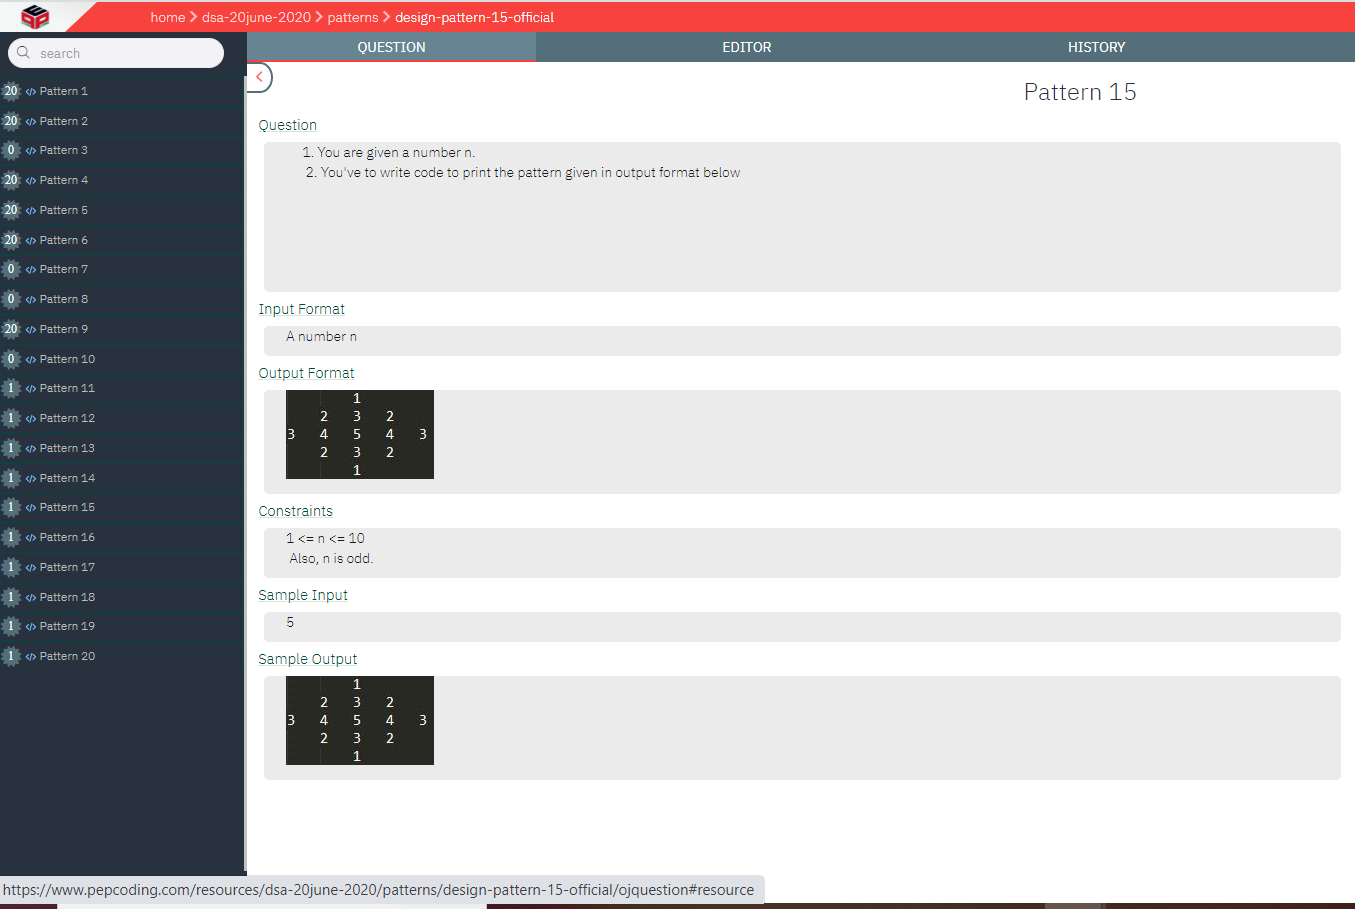 home > dsa-20june-2020 > patterns > design-pattern-15-official
search
QUESTION EDITOR HISTORY
20 </> Pattern 1
20 </> Pattern 2
0 </> Pattern 3
20 </> Pattern 4
20 </> Pattern 5
20 </> Pattern 6
0 </> Pattern 7
0 </> Pattern 8
20 </> Pattern 9
0 </> Pattern 10
1 </> Pattern 11
1 </> Pattern 12
1 </> Pattern 13
1 </> Pattern 14
1 </> Pattern 15
1 </> Pattern 16
1 </> Pattern 17
1 </> Pattern 18
1 </> Pattern 19
1 </> Pattern 20
Pattern 15
Question
1. You are given a number n.
2. You've to write code to print the pattern given in output format below
Input Format
A number n
Output Format
1
2 3 2
3 4 5 4 3
2 3 2
1
Constraints
1 <= n <= 10
Also, n is odd.
Sample Input
5
Sample Output
1
2 3 2
3 4 5 4 3
2 3 2
1
https://www.pepcoding.com/resources/dsa-20june-2020/patterns/design-pattern-15-official/ojquestion#resource